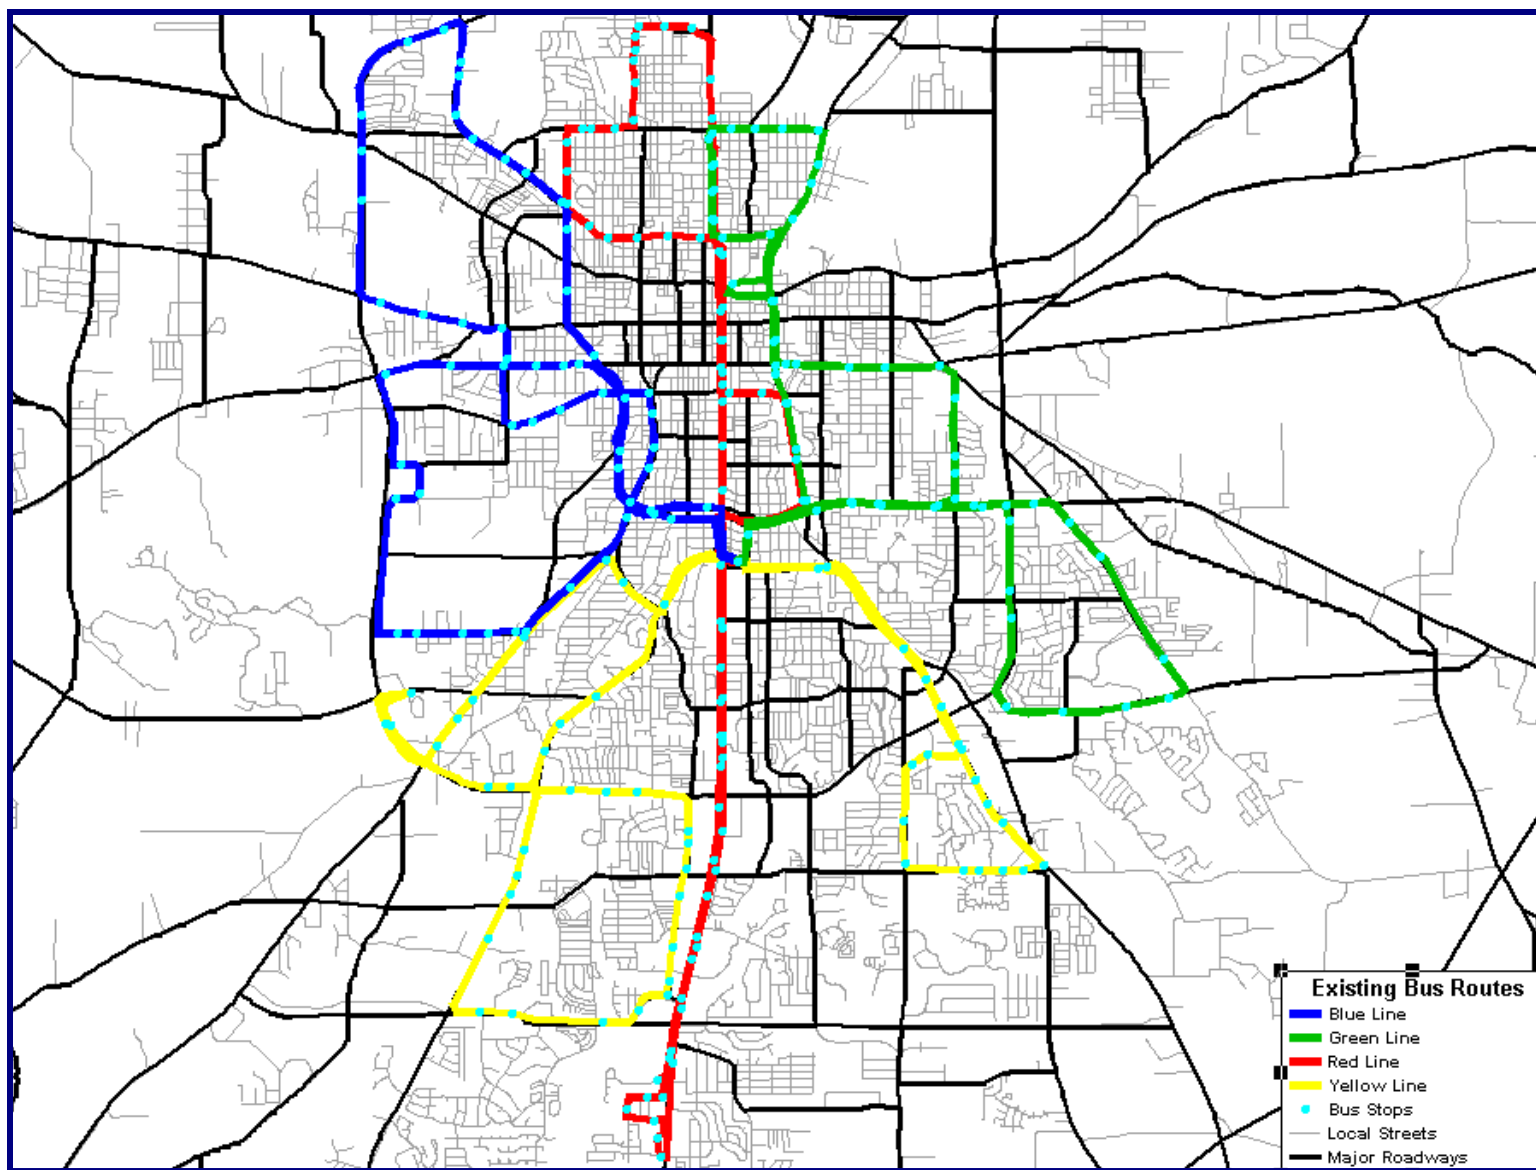 Existing Bus Routes
Blue Line
Green Line
Red Line
Yellow Line
Bus Stops
Local Streets
Major Roadways